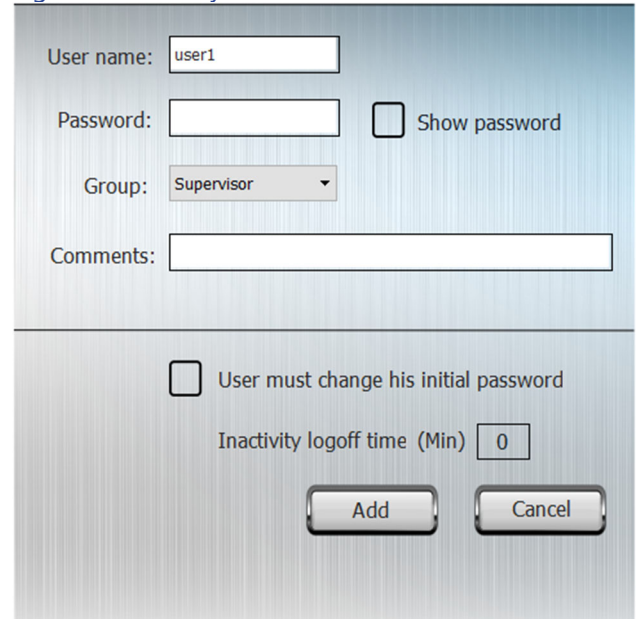 User name: user1
Password: Show password
Group: Supervisor
Comments:
User must change his initial password
Inactivity logoff time (Min) 0
Add Cancel